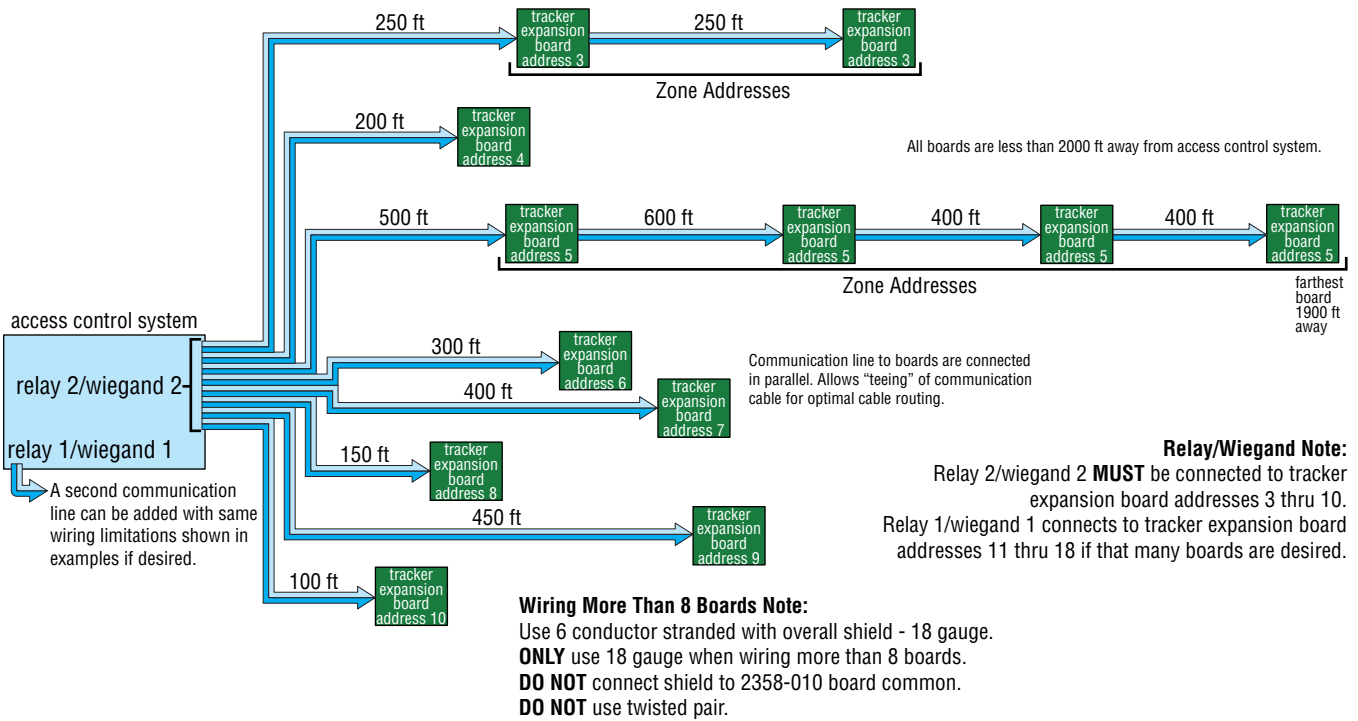 250 ft
tracker
expansion
board
address 3
250 ft
tracker
expansion
board
address 3
Zone Addresses
200 ft
tracker
expansion
board
address 4
All boards are less than 2000 ft away from access control system.
500 ft
tracker
expansion
board
address 5
600 ft
tracker
expansion
board
address 5
400 ft
tracker
expansion
board
address 5
400 ft
tracker
expansion
board
address 5
Zone Addresses
farthest
board
1900 ft
away
access control system
relay 2/wiegand 2
relay 1/wiegand 1
A second communication
line can be added with same
wiring limitations shown in
examples if desired.
300 ft
tracker
expansion
board
address 6
400 ft
tracker
expansion
board
address 7
Communication line to boards are connected
in parallel. Allows “teeing” of communication
cable for optimal cable routing.
150 ft
tracker
expansion
board
address 8
450 ft
tracker
expansion
board
address 9
100 ft
tracker
expansion
board
address 10
Relay/Wiegand Note:
Relay 2/wiegand 2 MUST be connected to tracker
expansion board addresses 3 thru 10.
Relay 1/wiegand 1 connects to tracker expansion board
addresses 11 thru 18 if that many boards are desired.
Wiring More Than 8 Boards Note:
Use 6 conductor stranded with overall shield - 18 gauge.
ONLY use 18 gauge when wiring more than 8 boards.
DO NOT connect shield to 2358-010 board common.
DO NOT use twisted pair.